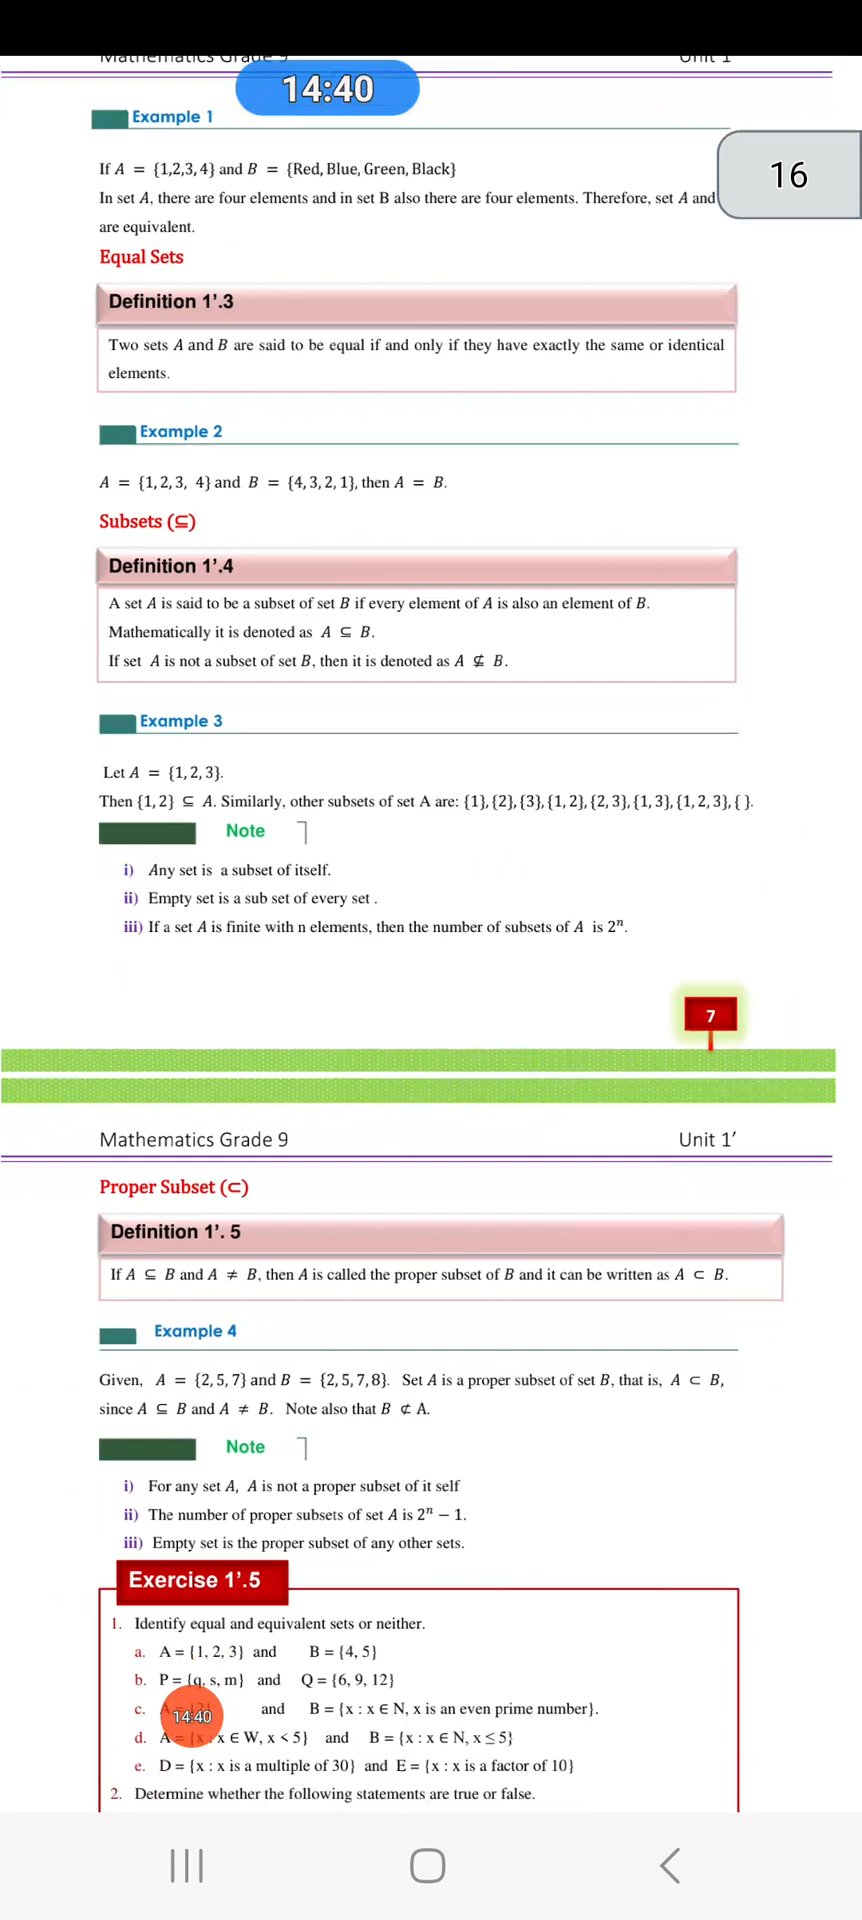 Mathematics Grade 9
Unit 1
14:40
Example 1
16
If A = {1,2,3,4} and B = {Red, Blue, Green, Black}
In set A, there are four elements and in set B also there are four elements. Therefore, set A and
are equivalent.
Equal Sets
Definition 1’.3
Two sets A and B are said to be equal if and only if they have exactly the same or identical
elements.
Example 2
A = {1, 2, 3, 4} and B = {4, 3, 2, 1}, then A = B.
Subsets (⊆)
Definition 1’.4
A set A is said to be a subset of set B if every element of A is also an element of B.
Mathematically it is denoted as A ⊆ B.
If set A is not a subset of set B, then it is denoted as A ⊈ B.
Example 3
Let A = {1, 2, 3}.
Then {1, 2} ⊆ A. Similarly, other subsets of set A are: {1}, {2}, {3}, {1, 2}, {2, 3}, {1, 3}, {1, 2, 3}, { }.
Note
i) Any set is a subset of itself.
ii) Empty set is a sub set of every set .
iii) If a set A is finite with n elements, then the number of subsets of A is 2ⁿ.
7
Mathematics Grade 9
Unit 1’
Proper Subset (⊂)
Definition 1’. 5
If A ⊆ B and A ≠ B, then A is called the proper subset of B and it can be written as A ⊂ B.
Example 4
Given, A = {2, 5, 7} and B = {2, 5, 7, 8}. Set A is a proper subset of set B, that is, A ⊂ B,
since A ⊆ B and A ≠ B. Note also that B ⊄ A.
Note
i) For any set A, A is not a proper subset of it self
ii) The number of proper subsets of set A is 2ⁿ − 1.
iii) Empty set is the proper subset of any other sets.
Exercise 1’.5
1. Identify equal and equivalent sets or neither.
a. A = {1, 2, 3} and B = {4, 5}
b. P = {q, s, m} and Q = {6, 9, 12}
c. and B = {x : x ∈ N, x is an even prime number}.
14:40
d. A = {x : x ∈ W, x < 5} and B = {x : x ∈ N, x ≤ 5}
e. D = {x : x is a multiple of 30} and E = {x : x is a factor of 10}
2. Determine whether the following statements are true or false.